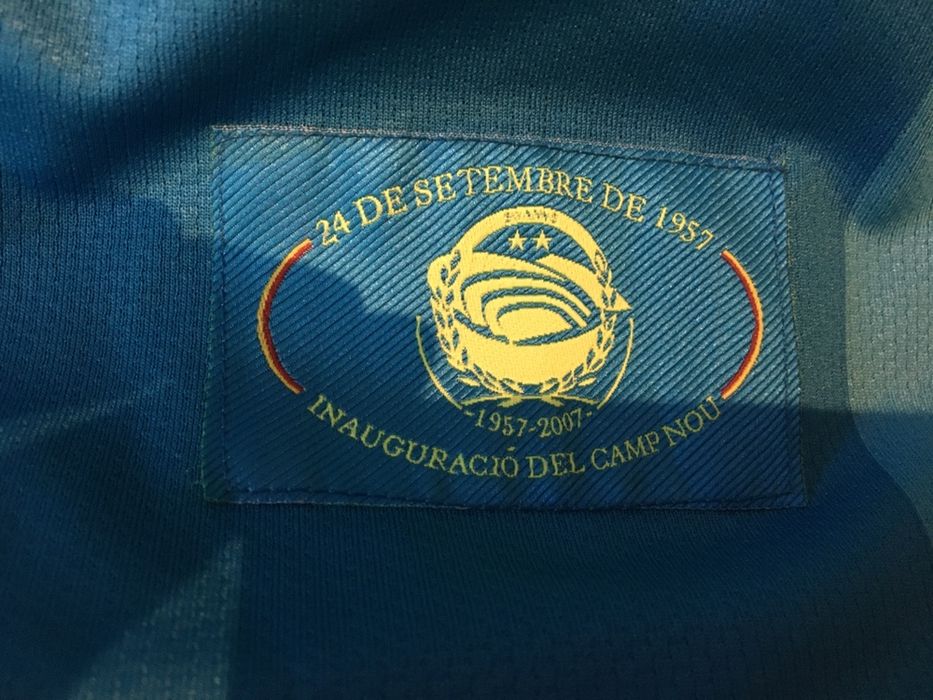 24 DE SETEMBRE DE 1957
-1957-2007-
INAUGURACIÓ DEL CAMP NOU